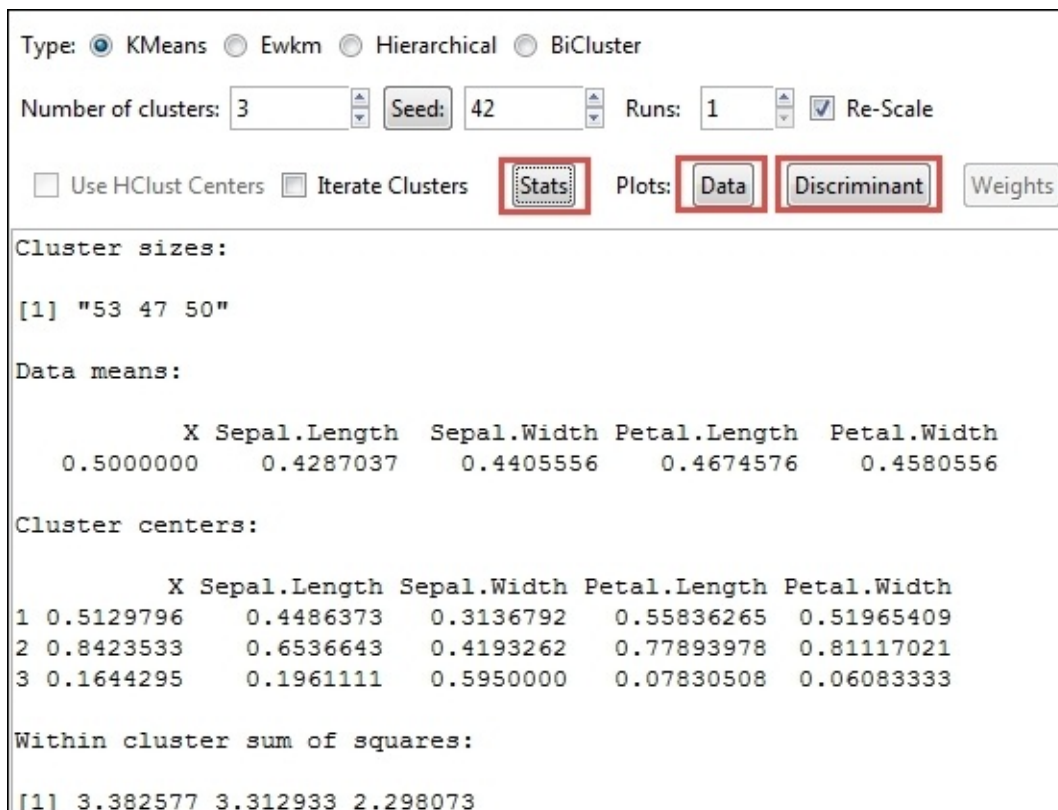 Type: KMeans Ewkm Hierarchical BiCluster
Number of clusters: 3 Seed: 42 Runs: 1 Re-Scale
Use HClust Centers Iterate Clusters Stats Plots: Data Discriminant Weights
Cluster sizes:
[1] "53 47 50"
Data means:
X Sepal.Length Sepal.Width Petal.Length Petal.Width
0.5000000 0.4287037 0.4405556 0.4674576 0.4580556
Cluster centers:
X Sepal.Length Sepal.Width Petal.Length Petal.Width
1 0.5129796 0.4486373 0.3136792 0.55836265 0.51965409
2 0.8423533 0.6536643 0.4193262 0.77893978 0.81117021
3 0.1644295 0.1961111 0.5950000 0.07830508 0.06083333
Within cluster sum of squares:
[1] 3.382577 3.312933 2.298073